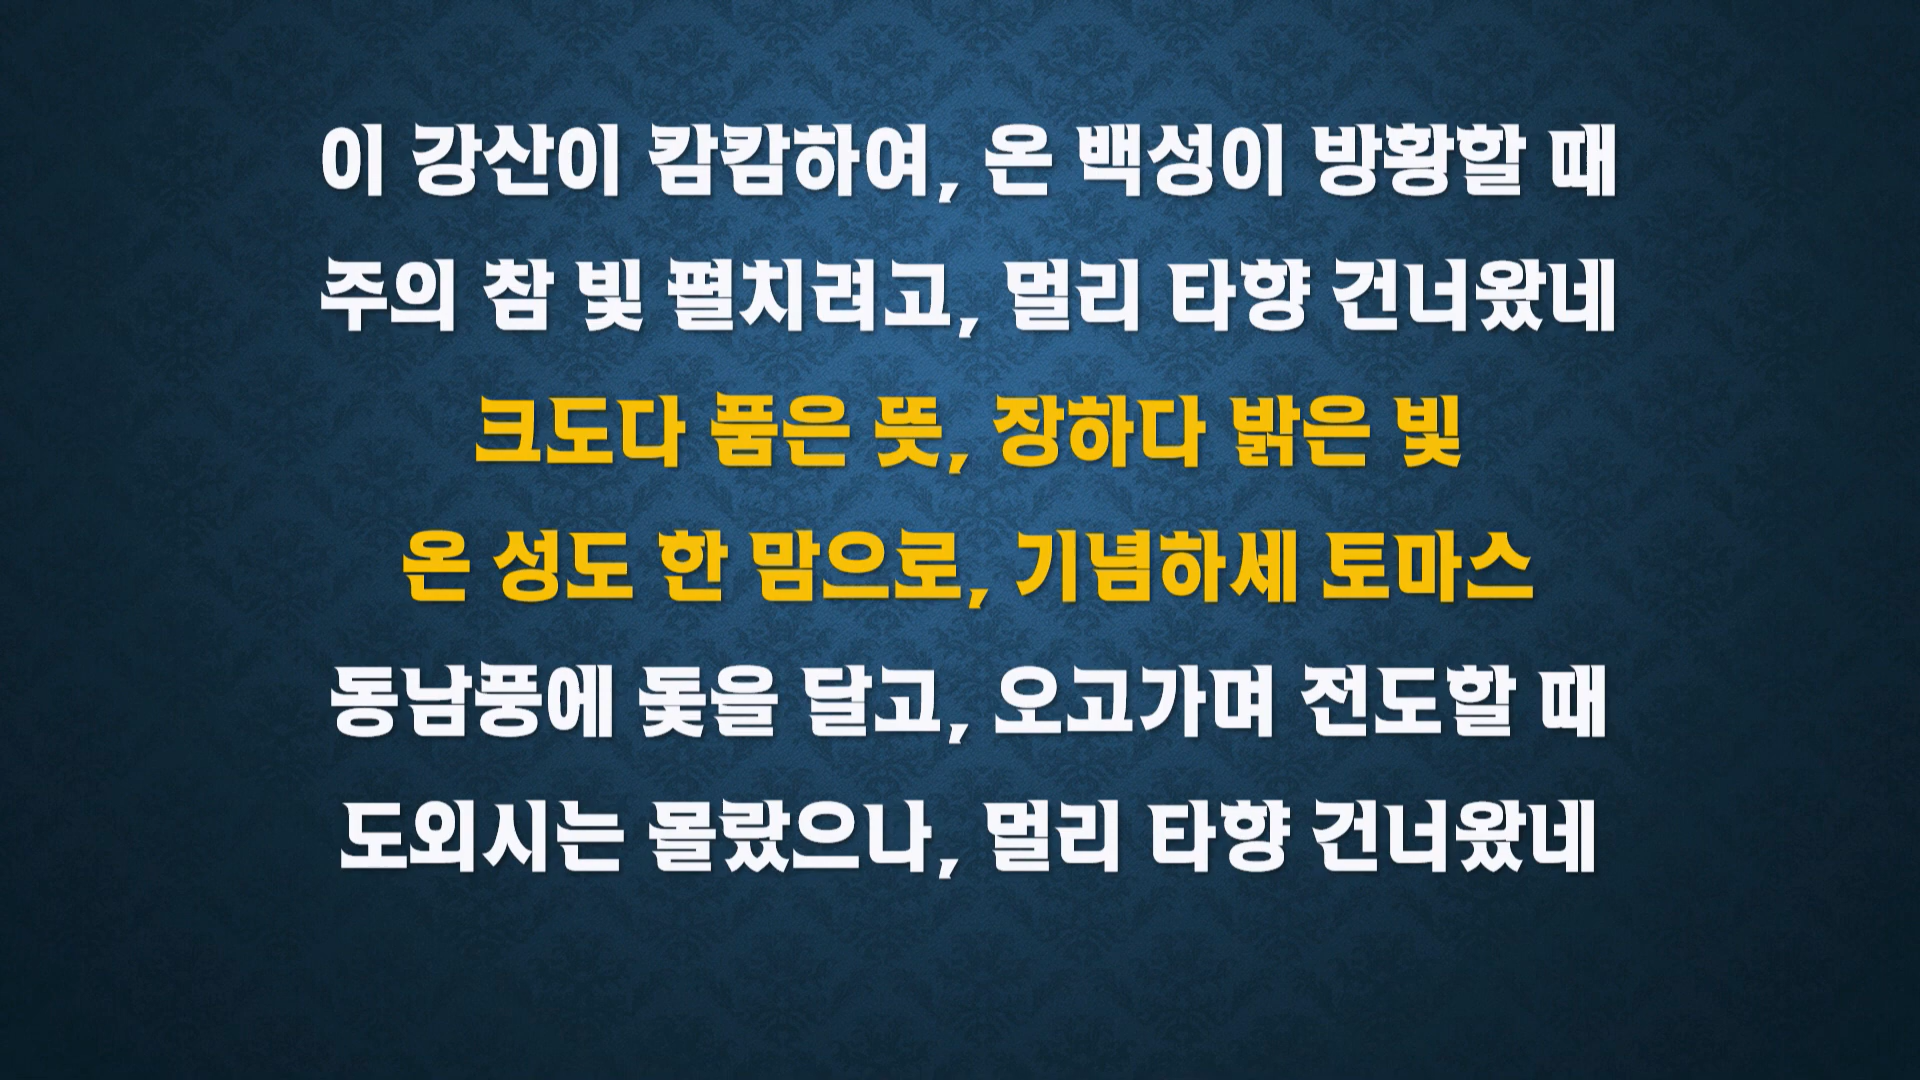 이 강산이 캄캄하여, 온 백성이 방황할 때
주의 참 빛 펼치려고, 멀리 타향 건너왔네
크도다 품은 뜻, 장하다 밝은 빛
온 성도 한 맘으로, 기념하세 토마스
동남풍에 돛을 달고, 오고가며 전도할 때
도외시는 몰랐으나, 멀리 타향 건너왔네